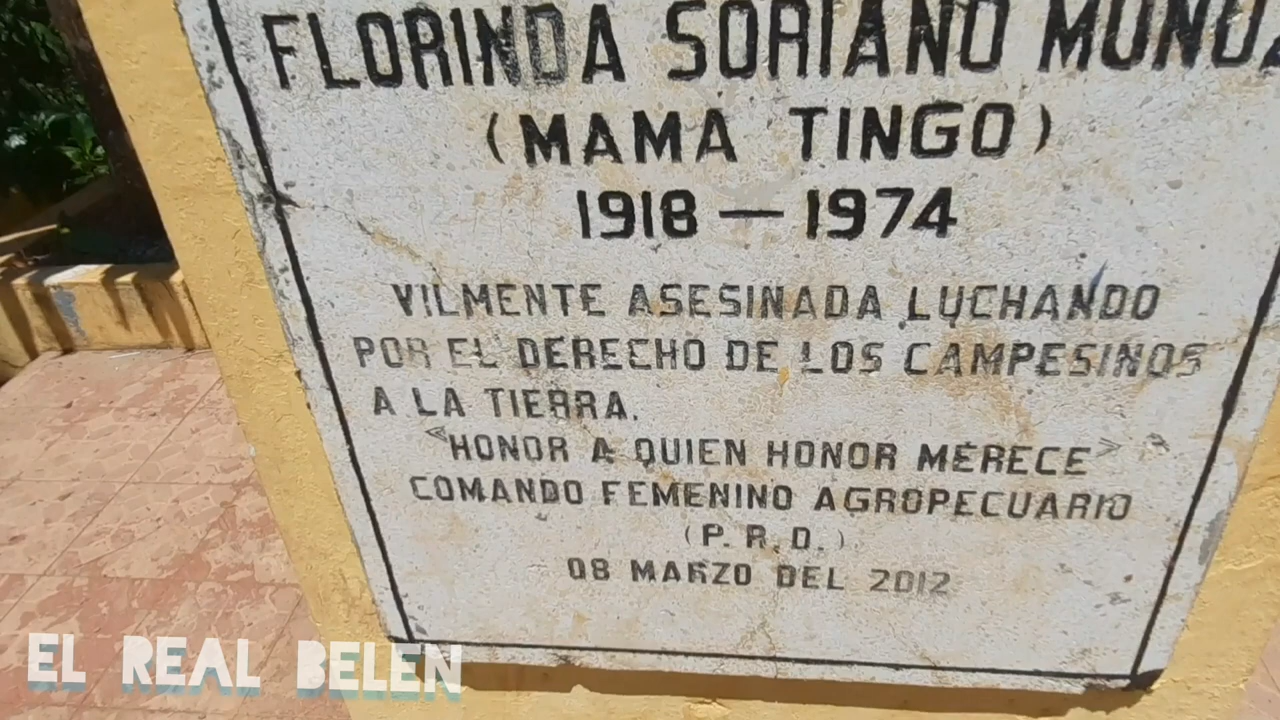 FLORINDA SORIANO MUÑOZ
(MAMA TINGO)
1918 — 1974
VILMENTE ASESINADA LUCHANDO
POR EL DERECHO DE LOS CAMPESINOS
A LA TIERRA.
<HONOR A QUIEN HONOR MERECE>
COMANDO FEMENINO AGROPECUARIO
(P.R.D.)
08 MARZO DEL 2012
EL REAL BELEN